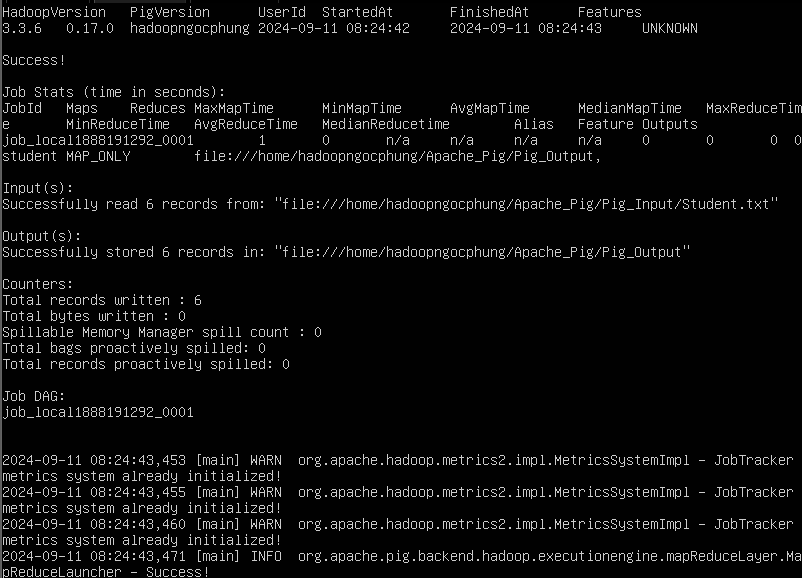 HadoopVersion PigVersion UserId StartedAt FinishedAt Features
3.3.6 0.17.0 hadoopngocphung 2024-09-11 08:24:42 2024-09-11 08:24:43 UNKNOWN
Success!
Job Stats (time in seconds):
JobId Maps Reduces MaxMapTime MinMapTime AvgMapTime MedianMapTime MaxReduceTim
e MinReduceTime AvgReduceTime MedianReducetime Alias Feature Outputs
job_local1888191292_0001 1 0 n/a n/a n/a n/a 0 0 0 0
student MAP_ONLY file:///home/hadoopngocphung/Apache_Pig/Pig_Output,
Input(s):
Successfully read 6 records from: "file:///home/hadoopngocphung/Apache_Pig/Pig_Input/Student.txt"
Output(s):
Successfully stored 6 records in: "file:///home/hadoopngocphung/Apache_Pig/Pig_Output"
Counters:
Total records written : 6
Total bytes written : 0
Spillable Memory Manager spill count : 0
Total bags proactively spilled: 0
Total records proactively spilled: 0
Job DAG:
job_local1888191292_0001
2024-09-11 08:24:43,453 [main] WARN org.apache.hadoop.metrics2.impl.MetricsSystemImpl - JobTracker
metrics system already initialized!
2024-09-11 08:24:43,455 [main] WARN org.apache.hadoop.metrics2.impl.MetricsSystemImpl - JobTracker
metrics system already initialized!
2024-09-11 08:24:43,460 [main] WARN org.apache.hadoop.metrics2.impl.MetricsSystemImpl - JobTracker
metrics system already initialized!
2024-09-11 08:24:43,471 [main] INFO org.apache.pig.backend.hadoop.executionengine.mapReduceLayer.Ma
pReduceLauncher - Success!